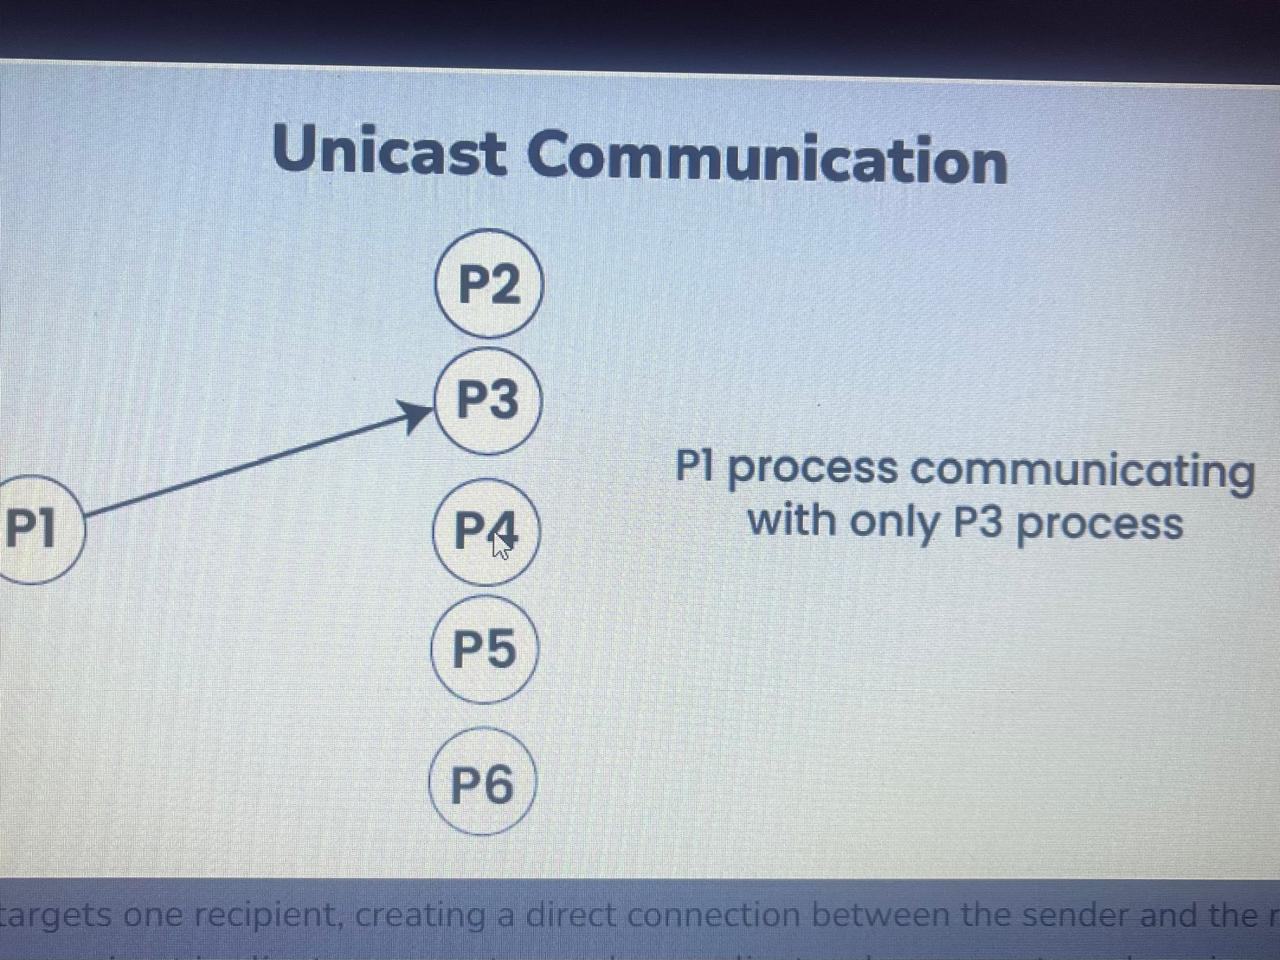 Unicast Communication
P2
P3
P1
P4
P5
P6
P1 process communicating
with only P3 process
targets one recipient, creating a direct connection between the sender and the